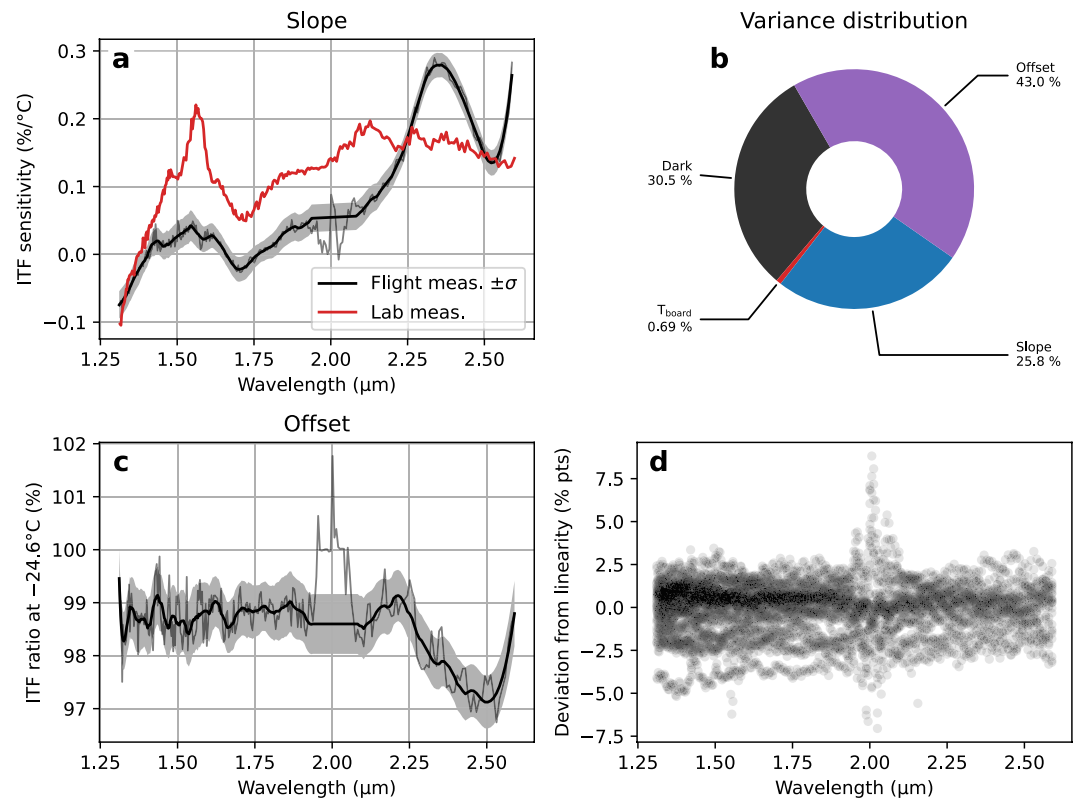 Slope
a
0.3
0.2
0.1
0.0
−0.1
ITF sensitivity (%/°C)
Flight meas. ±σ
Lab meas.
1.25 1.50 1.75 2.00 2.25 2.50
Wavelength (μm)
Variance distribution
b
Offset
43.0 %
Dark
30.5 %
Tboard
0.69 %
Slope
25.8 %
Offset
c
102
101
100
99
98
97
ITF ratio at −24.6°C (%)
1.25 1.50 1.75 2.00 2.25 2.50
Wavelength (μm)
d
7.5
5.0
2.5
0.0
−2.5
−5.0
−7.5
Deviation from linearity (% pts)
1.25 1.50 1.75 2.00 2.25 2.50
Wavelength (μm)